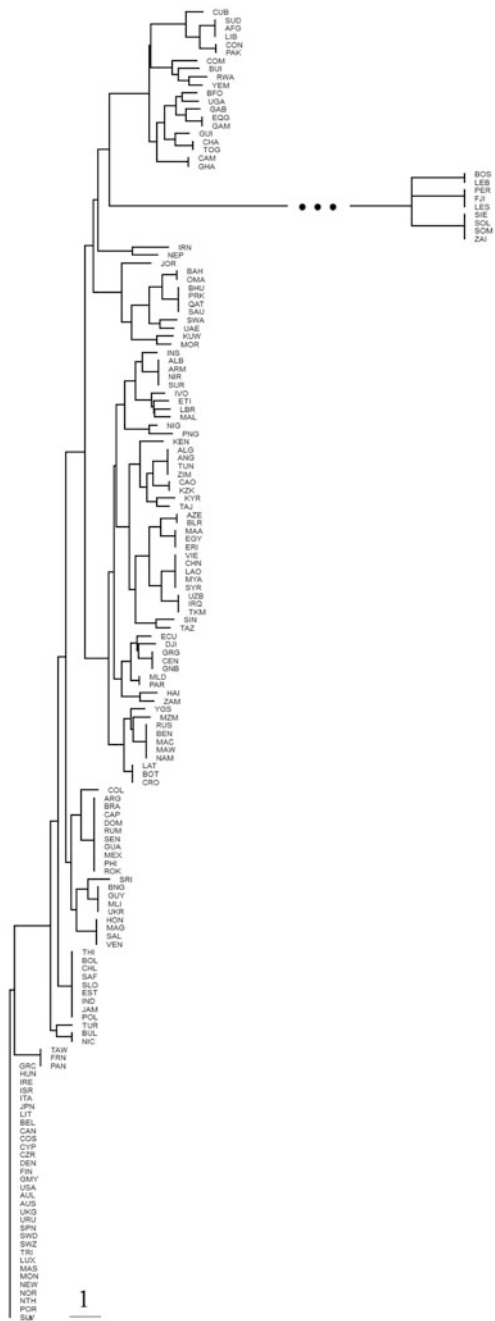 CUB
SUD
AFG
LIB
CON
PAK
COM
BUI
RWA
YEM
BFO
UGA
GAB
EQG
GAM
GUI
CHA
TOG
CAM
GHA
BOS
LEB
PER
FJI
LES
SIE
SOL
SOM
ZAI
IRN
NEP
JOR
BAH
OMA
BHU
PRK
QAT
SAU
SWA
UAE
KUW
MOR
INS
ALB
ARM
NIR
SUR
IVO
ETI
LBR
MAL
NIG
PNG
KEN
ALG
ANG
TUN
ZIM
CAO
KZK
KYR
TAJ
AZE
BLR
MAA
EGY
ERI
VIE
CHN
LAO
MYA
SYR
UZB
IRQ
TKM
SIN
TAZ
ECU
DJI
GRG
CEN
GNB
MLD
PAR
HAI
ZAM
YGS
MZM
RUS
BEN
MAC
MAW
NAM
LAT
BOT
CRO
COL
ARG
BRA
CAP
DOM
RUM
SEN
GUA
MEX
PHI
ROK
SRI
BNG
GUY
MLI
UKR
HON
MAG
SAL
VEN
THI
BOL
CHL
SAF
SLO
EST
IND
JAM
POL
TUR
BUL
NIC
TAW
FRN
GRC PAN
HUN
IRE
ISR
ITA
JPN
LIT
BEL
CAN
COS
CYP
CZR
DEN
FIN
GMY
USA
AUL
AUS
UKG
URU
SPN
SWD
SWZ
TRI
LUX
MAS
MON
NEW
NOR
NTH
POR
1